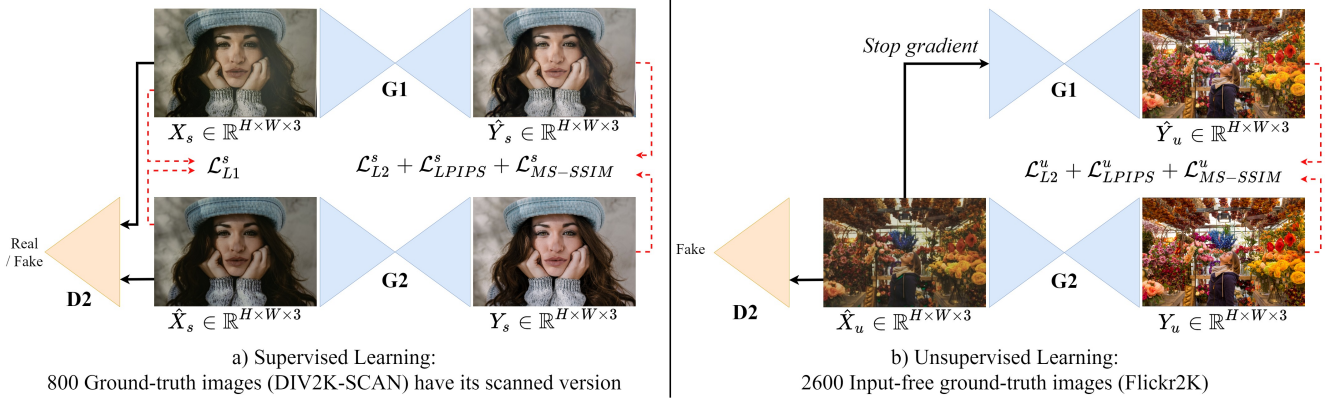 G1
X_s ∈ ℝ^{H×W×3}
Ŷ_s ∈ ℝ^{H×W×3}
ℒ^s_{L1}
ℒ^s_{L2} + ℒ^s_{LPIPS} + ℒ^s_{MS−SSIM}
Real
/ Fake
D2
G2
X̂_s ∈ ℝ^{H×W×3}
Y_s ∈ ℝ^{H×W×3}
a) Supervised Learning:
800 Ground-truth images (DIV2K-SCAN) have its scanned version
Stop gradient
G1
Ŷ_u ∈ ℝ^{H×W×3}
ℒ^u_{L2} + ℒ^u_{LPIPS} + ℒ^u_{MS−SSIM}
Fake
D2
G2
X̂_u ∈ ℝ^{H×W×3}
Y_u ∈ ℝ^{H×W×3}
b) Unsupervised Learning:
2600 Input-free ground-truth images (Flickr2K)